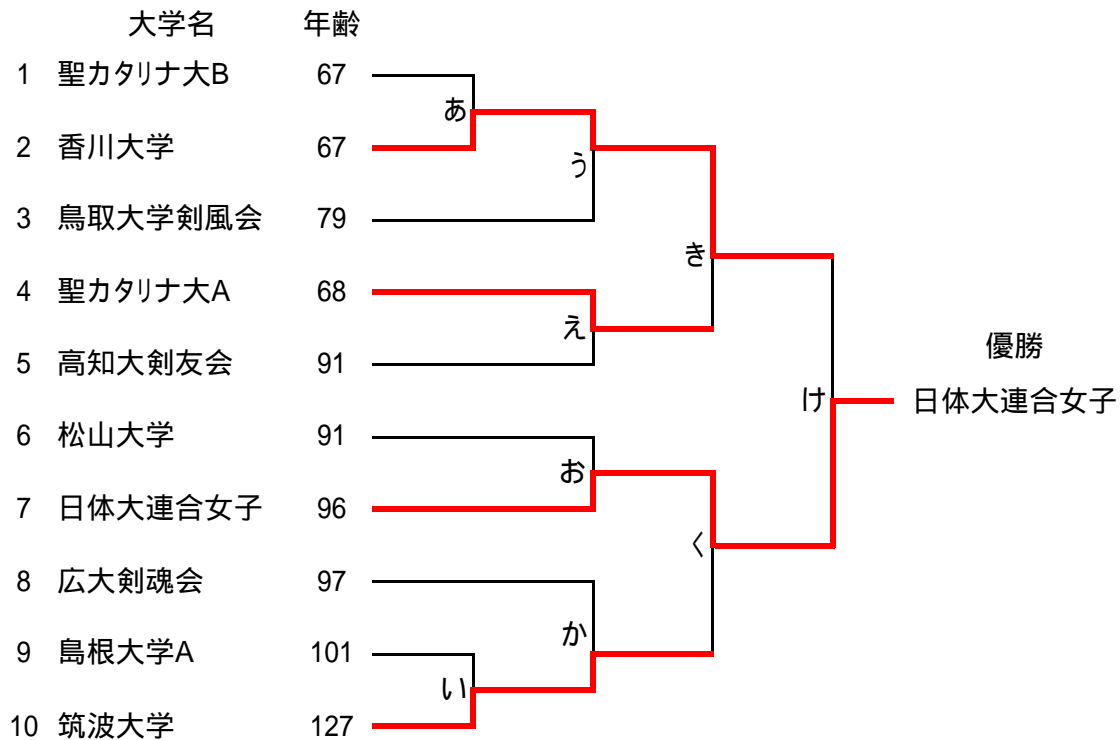 大学名 年齢
1 聖カタリナ大B 67
あ
2 香川大学 67
う
3 鳥取大学剣風会 79
き
4 聖カタリナ大A 68
え
優勝
5 高知大剣友会 91
け 日体大連合女子
6 松山大学 91
お
7 日体大連合女子 96
く
8 広大剣魂会 97
か
9 島根大学A 101
い
10 筑波大学 127